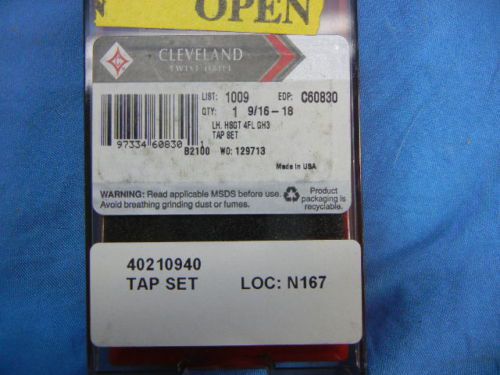 OPEN
CLEVELAND
TWIST DRILL
LIST: 1009 EDP: C60830
QTY: 1 9/16-18
LH. HSGT 4FL GH3
TAP SET
97334 60830 1
B2100 WO: 129713
Made in USA
WARNING: Read applicable MSDS before use.
Avoid breathing grinding dust or fumes.
Product
packaging is
recyclable.
40210940
TAP SET LOC: N167